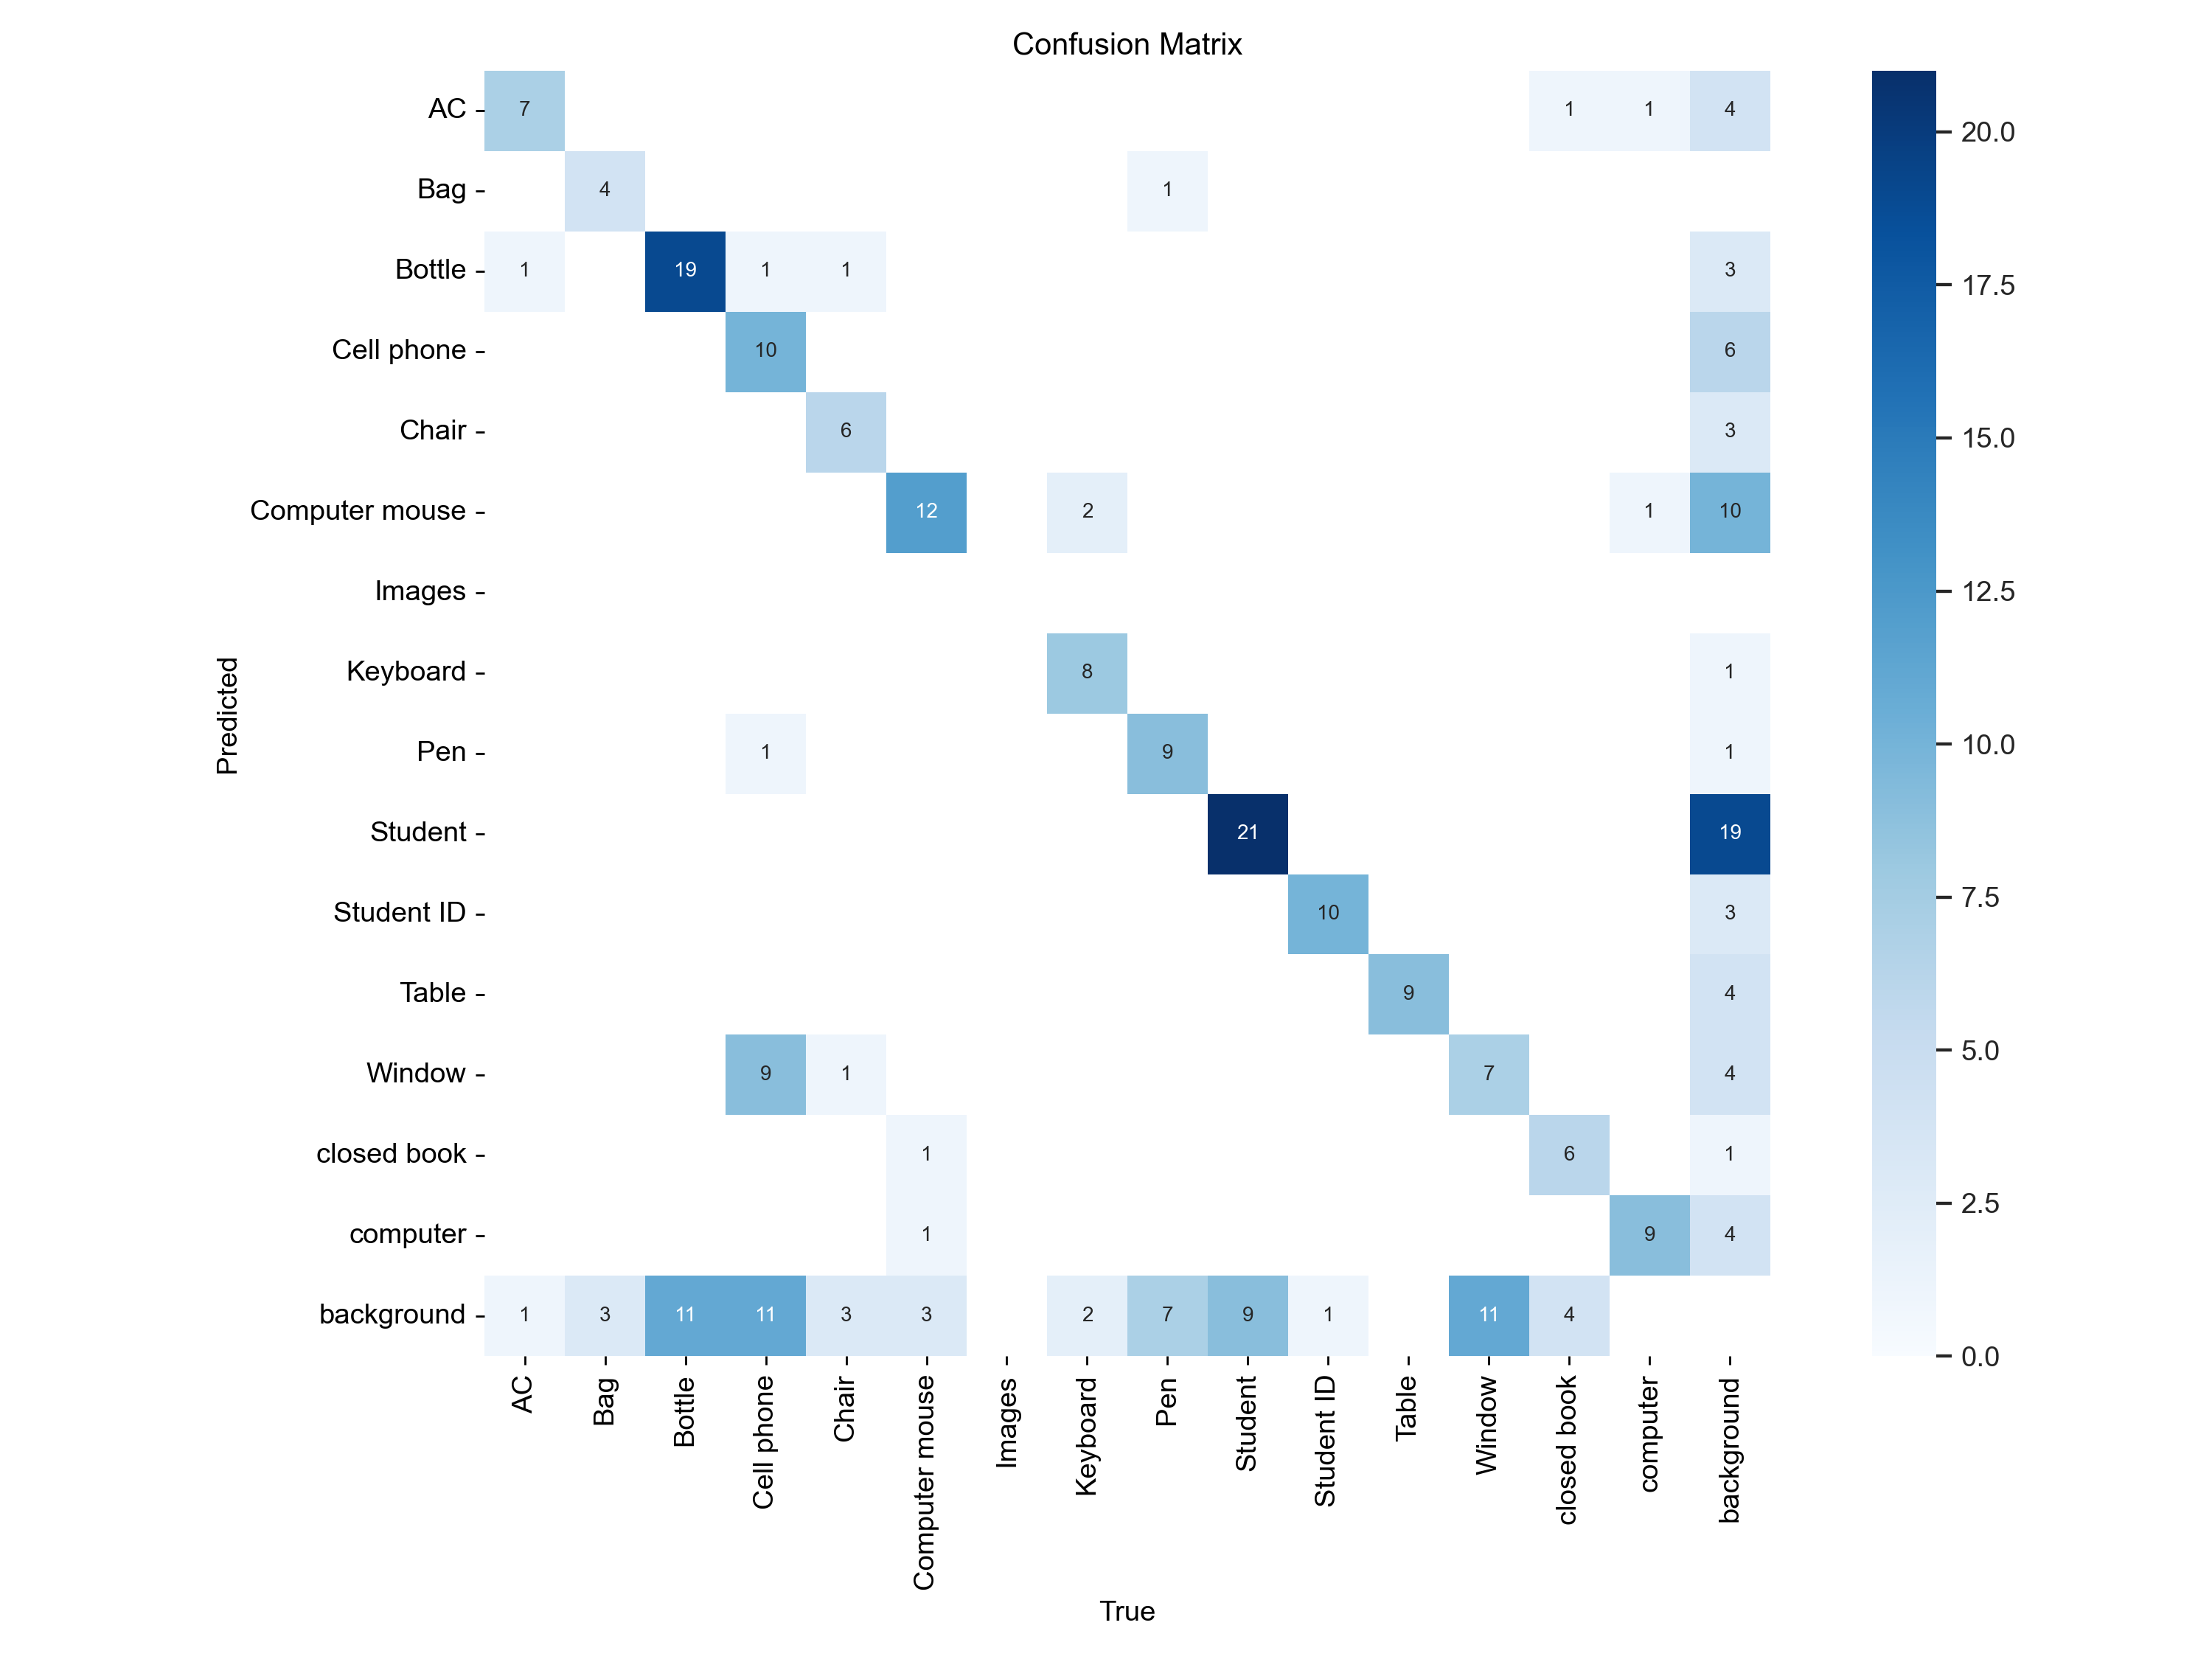 Confusion Matrix
AC 7 1 1 4
Bag 4 1
Bottle 1 19 1 1 3
Cell phone 10 6
Chair 6 3
Computer mouse 12 2 1 10
Images
Keyboard 8 1
Pen 1 9 1
Student 21 19
Student ID 10 3
Table 9 4
Window 9 1 7 4
closed book 1 6 1
computer 1 9 4
background 1 3 11 11 3 3 2 7 9 1 11 4
Predicted
AC
Bag
Bottle
Cell phone
Chair
Computer mouse
Images
Keyboard
Pen
Student
Student ID
Table
Window
closed book
computer
background
True
20.0
17.5
15.0
12.5
10.0
7.5
5.0
2.5
0.0